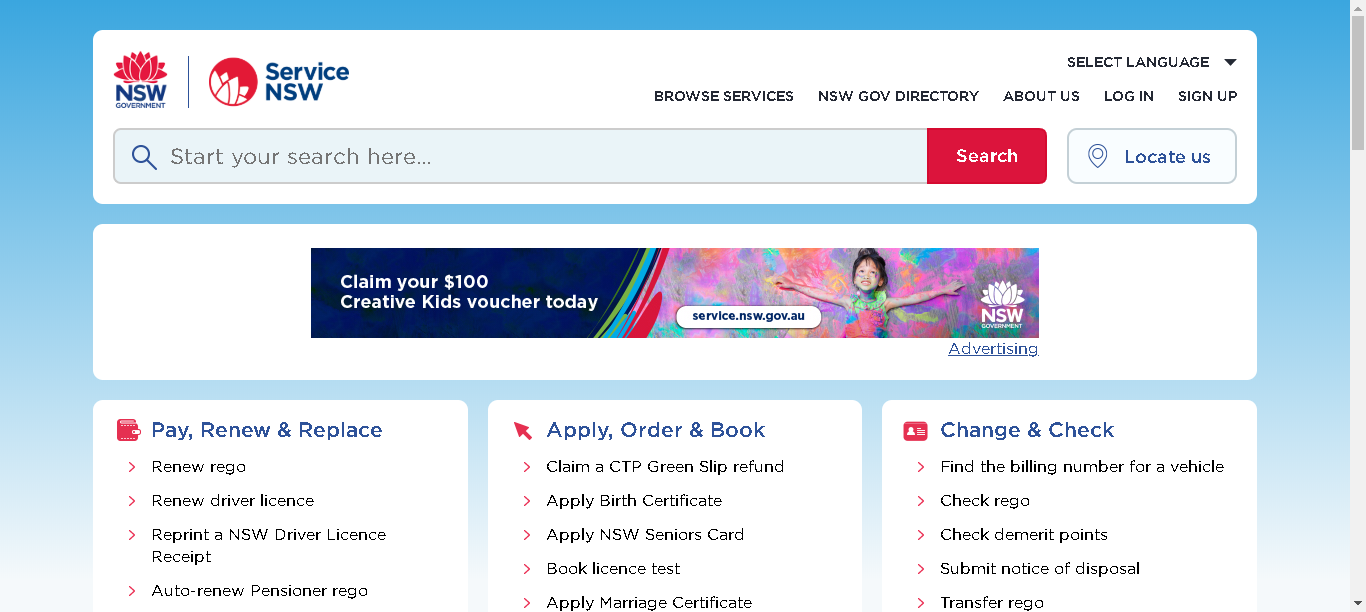 NSW
GOVERNMENT
Service
NSW
SELECT LANGUAGE
BROWSE SERVICES NSW GOV DIRECTORY ABOUT US LOG IN SIGN UP
Start your search here...
Search
Locate us
Claim your $100
Creative Kids voucher today
service.nsw.gov.au
NSW
GOVERNMENT
Advertising
Pay, Renew & Replace
Renew rego
Renew driver licence
Reprint a NSW Driver Licence
Receipt
Auto-renew Pensioner rego
Apply, Order & Book
Claim a CTP Green Slip refund
Apply Birth Certificate
Apply NSW Seniors Card
Book licence test
Apply Marriage Certificate
Change & Check
Find the billing number for a vehicle
Check rego
Check demerit points
Submit notice of disposal
Transfer rego